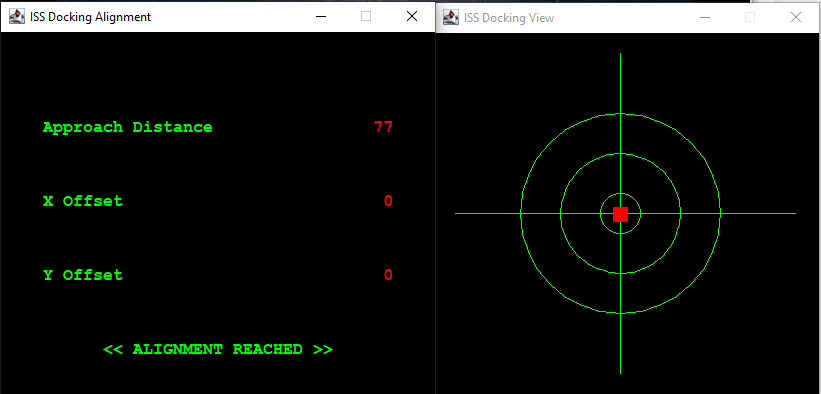 ISS Docking Alignment
ISS Docking View
Approach Distance 77
X Offset 0
Y Offset 0
<< ALIGNMENT REACHED >>